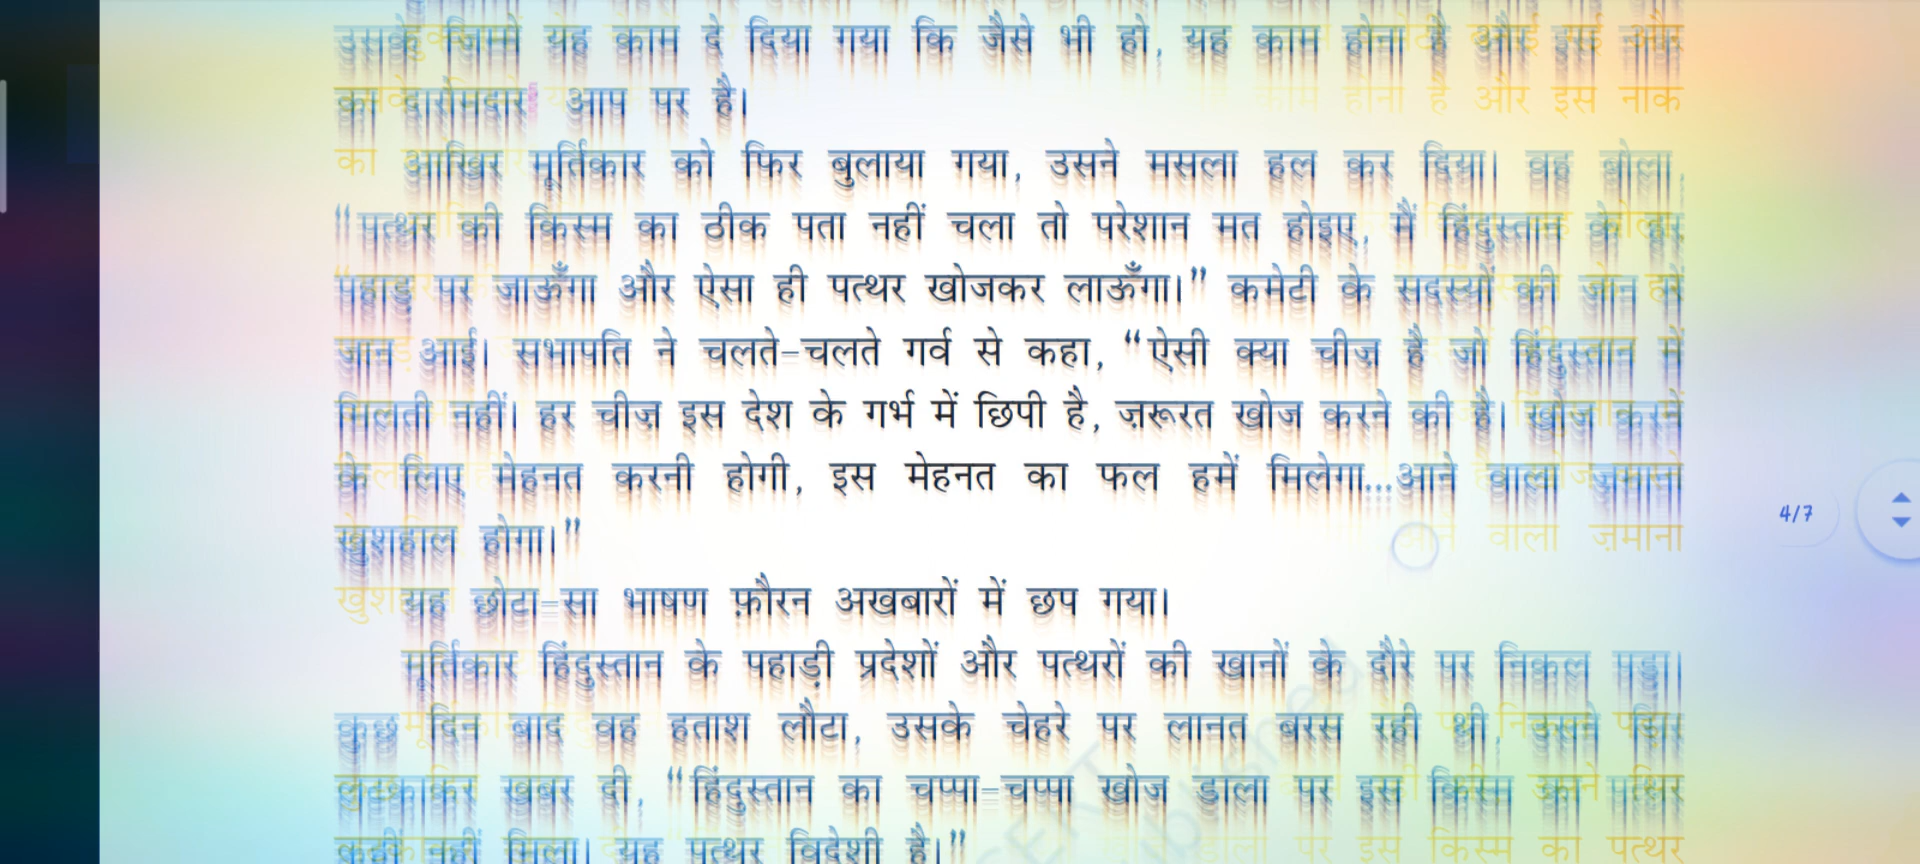 उसके जिम्मे यह काम दे दिया गया कि जैसे भी हो, यह काम होना है और इस नाक
का दारोमदार आप पर है।
आखिर मूर्तिकार को फिर बुलाया गया, उसने मसला हल कर दिया। वह बोला,
“पत्थर की किस्म का ठीक पता नहीं चला तो परेशान मत होइए, मैं हिंदुस्तान के हर
पहाड़ पर जाऊँगा और ऐसा ही पत्थर खोजकर लाऊँगा।” कमेटी के सदस्यों की जान में
जान आई। सभापति ने चलते-चलते गर्व से कहा, “ऐसी क्या चीज़ है जो हिंदुस्तान में
मिलती नहीं। हर चीज़ इस देश के गर्भ में छिपी है, ज़रूरत खोज करने की है। खोज करने
के लिए मेहनत करनी होगी, इस मेहनत का फल हमें मिलेगा...आने वाला ज़माना
खुशहाल होगा।”
यह छोटा-सा भाषण फ़ौरन अखबारों में छप गया।
मूर्तिकार हिंदुस्तान के पहाड़ी प्रदेशों और पत्थरों की खानों के दौरे पर निकल पड़ा।
कुछ दिन बाद वह हताश लौटा, उसके चेहरे पर लानत बरस रही थी, उसने सिर
लटकाकर खबर दी, “हिंदुस्तान का चप्पा-चप्पा खोज डाला पर इस किस्म का पत्थर
कहीं नहीं मिला। यह पत्थर विदेशी है।”
4/7